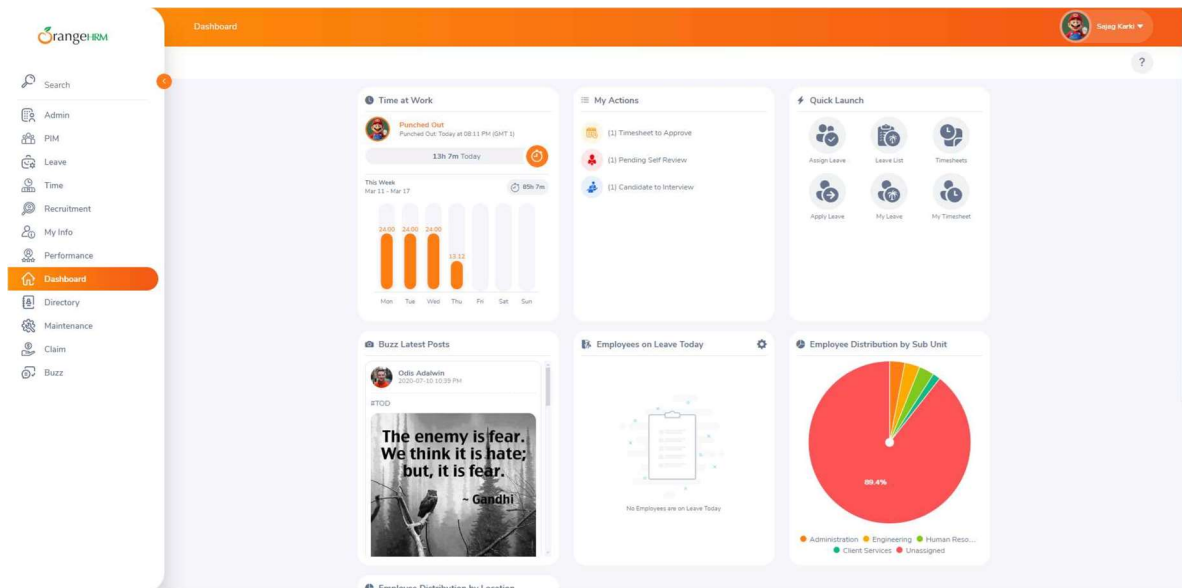 OrangeHRM
Dashboard
Sajag Karki
?
Search
Admin
PIM
Leave
Time
Recruitment
My Info
Performance
Dashboard
Directory
Maintenance
Claim
Buzz
Time at Work
Punched Out
Punched Out: Today at 08:11 PM (GMT 1)
13h 7m Today
This Week
Mar 11 - Mar 17
85h 7m
24:00 24:00 24:00
13:12
Mon Tue Wed Thu Fri Sat Sun
My Actions
(1) Timesheet to Approve
(1) Pending Self Review
(1) Candidate to Interview
Quick Launch
Assign Leave Leave List Timesheets
Apply Leave My Leave My Timesheet
Buzz Latest Posts
Odis Adalwin
2020-07-10 10:39 PM
#TOD
The enemy is fear.
We think it is hate;
but, it is fear.
~ Gandhi
Employees on Leave Today
No Employees are on Leave Today
Employee Distribution by Sub Unit
89.4%
Administration Engineering Human Reso...
Client Services Unassigned
Employee Distribution by Location